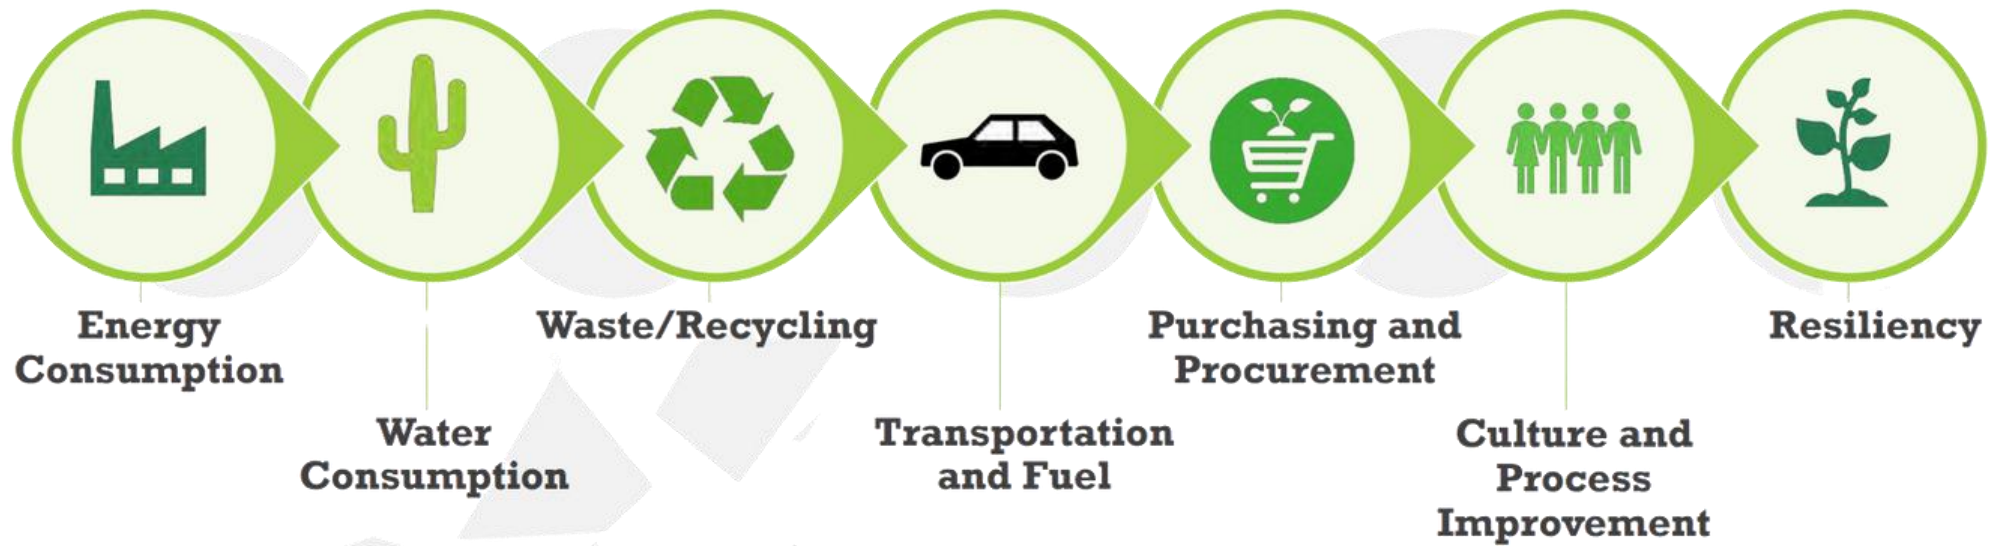 Energy
Consumption
Water
Consumption
Waste/Recycling
Transportation
and Fuel
Purchasing and
Procurement
Culture and
Process
Improvement
Resiliency